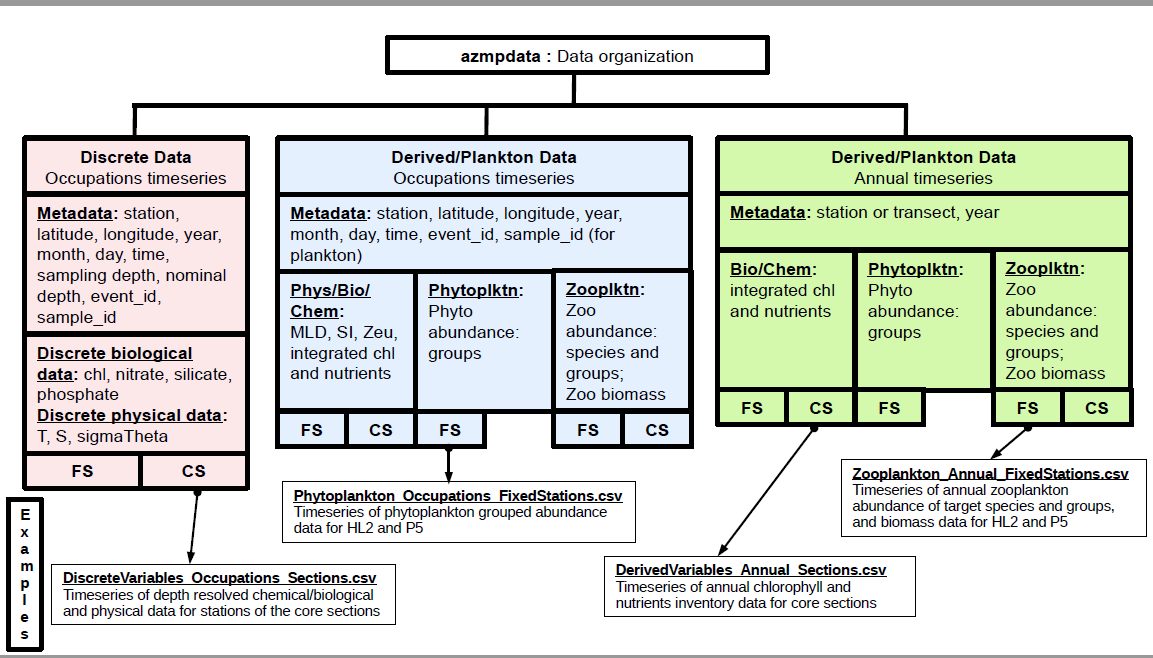 azmpdata : Data organization
Discrete Data
Occupations timeseries
Metadata: station,
latitude, longitude, year,
month, day, time,
sampling depth, nominal
depth, event_id,
sample_id
Discrete biological
data: chl, nitrate, silicate,
phosphate
Discrete physical data:
T, S, sigmaTheta
FS
CS
Derived/Plankton Data
Occupations timeseries
Metadata: station, latitude, longitude, year,
month, day, time, event_id, sample_id (for
plankton)
Phys/Bio/
Chem:
MLD, SI, Zeu,
integrated chl
and nutrients
FS
CS
Phytoplktn:
Phyto
abundance:
groups
FS
Zooplktn:
Zoo
abundance:
species and
groups;
Zoo biomass
FS
CS
Derived/Plankton Data
Annual timeseries
Metadata: station or transect, year
Bio/Chem:
integrated chl
and nutrients
FS
CS
Phytoplktn:
Phyto
abundance:
groups
FS
Zooplktn:
Zoo
abundance:
species and
groups;
Zoo biomass
FS
CS
Examples
DiscreteVariables_Occupations_Sections.csv
Timeseries of depth resolved chemical/biological
and physical data for stations of the core sections
Phytoplankton_Occupations_FixedStations.csv
Timeseries of phytoplankton grouped abundance
data for HL2 and P5
DerivedVariables_Annual_Sections.csv
Timeseries of annual chlorophyll and
nutrients inventory data for core sections
Zooplankton_Annual_FixedStations.csv
Timeseries of annual zooplankton
abundance of target species and groups,
and biomass data for HL2 and P5